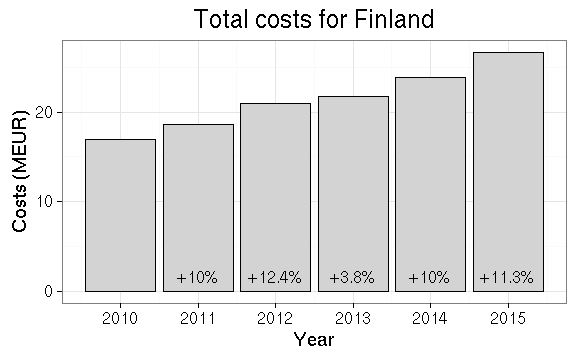 Total costs for Finland
Costs (MEUR)
20
10
0
+10% +12.4% +3.8% +10% +11.3%
2010 2011 2012 2013 2014 2015
Year